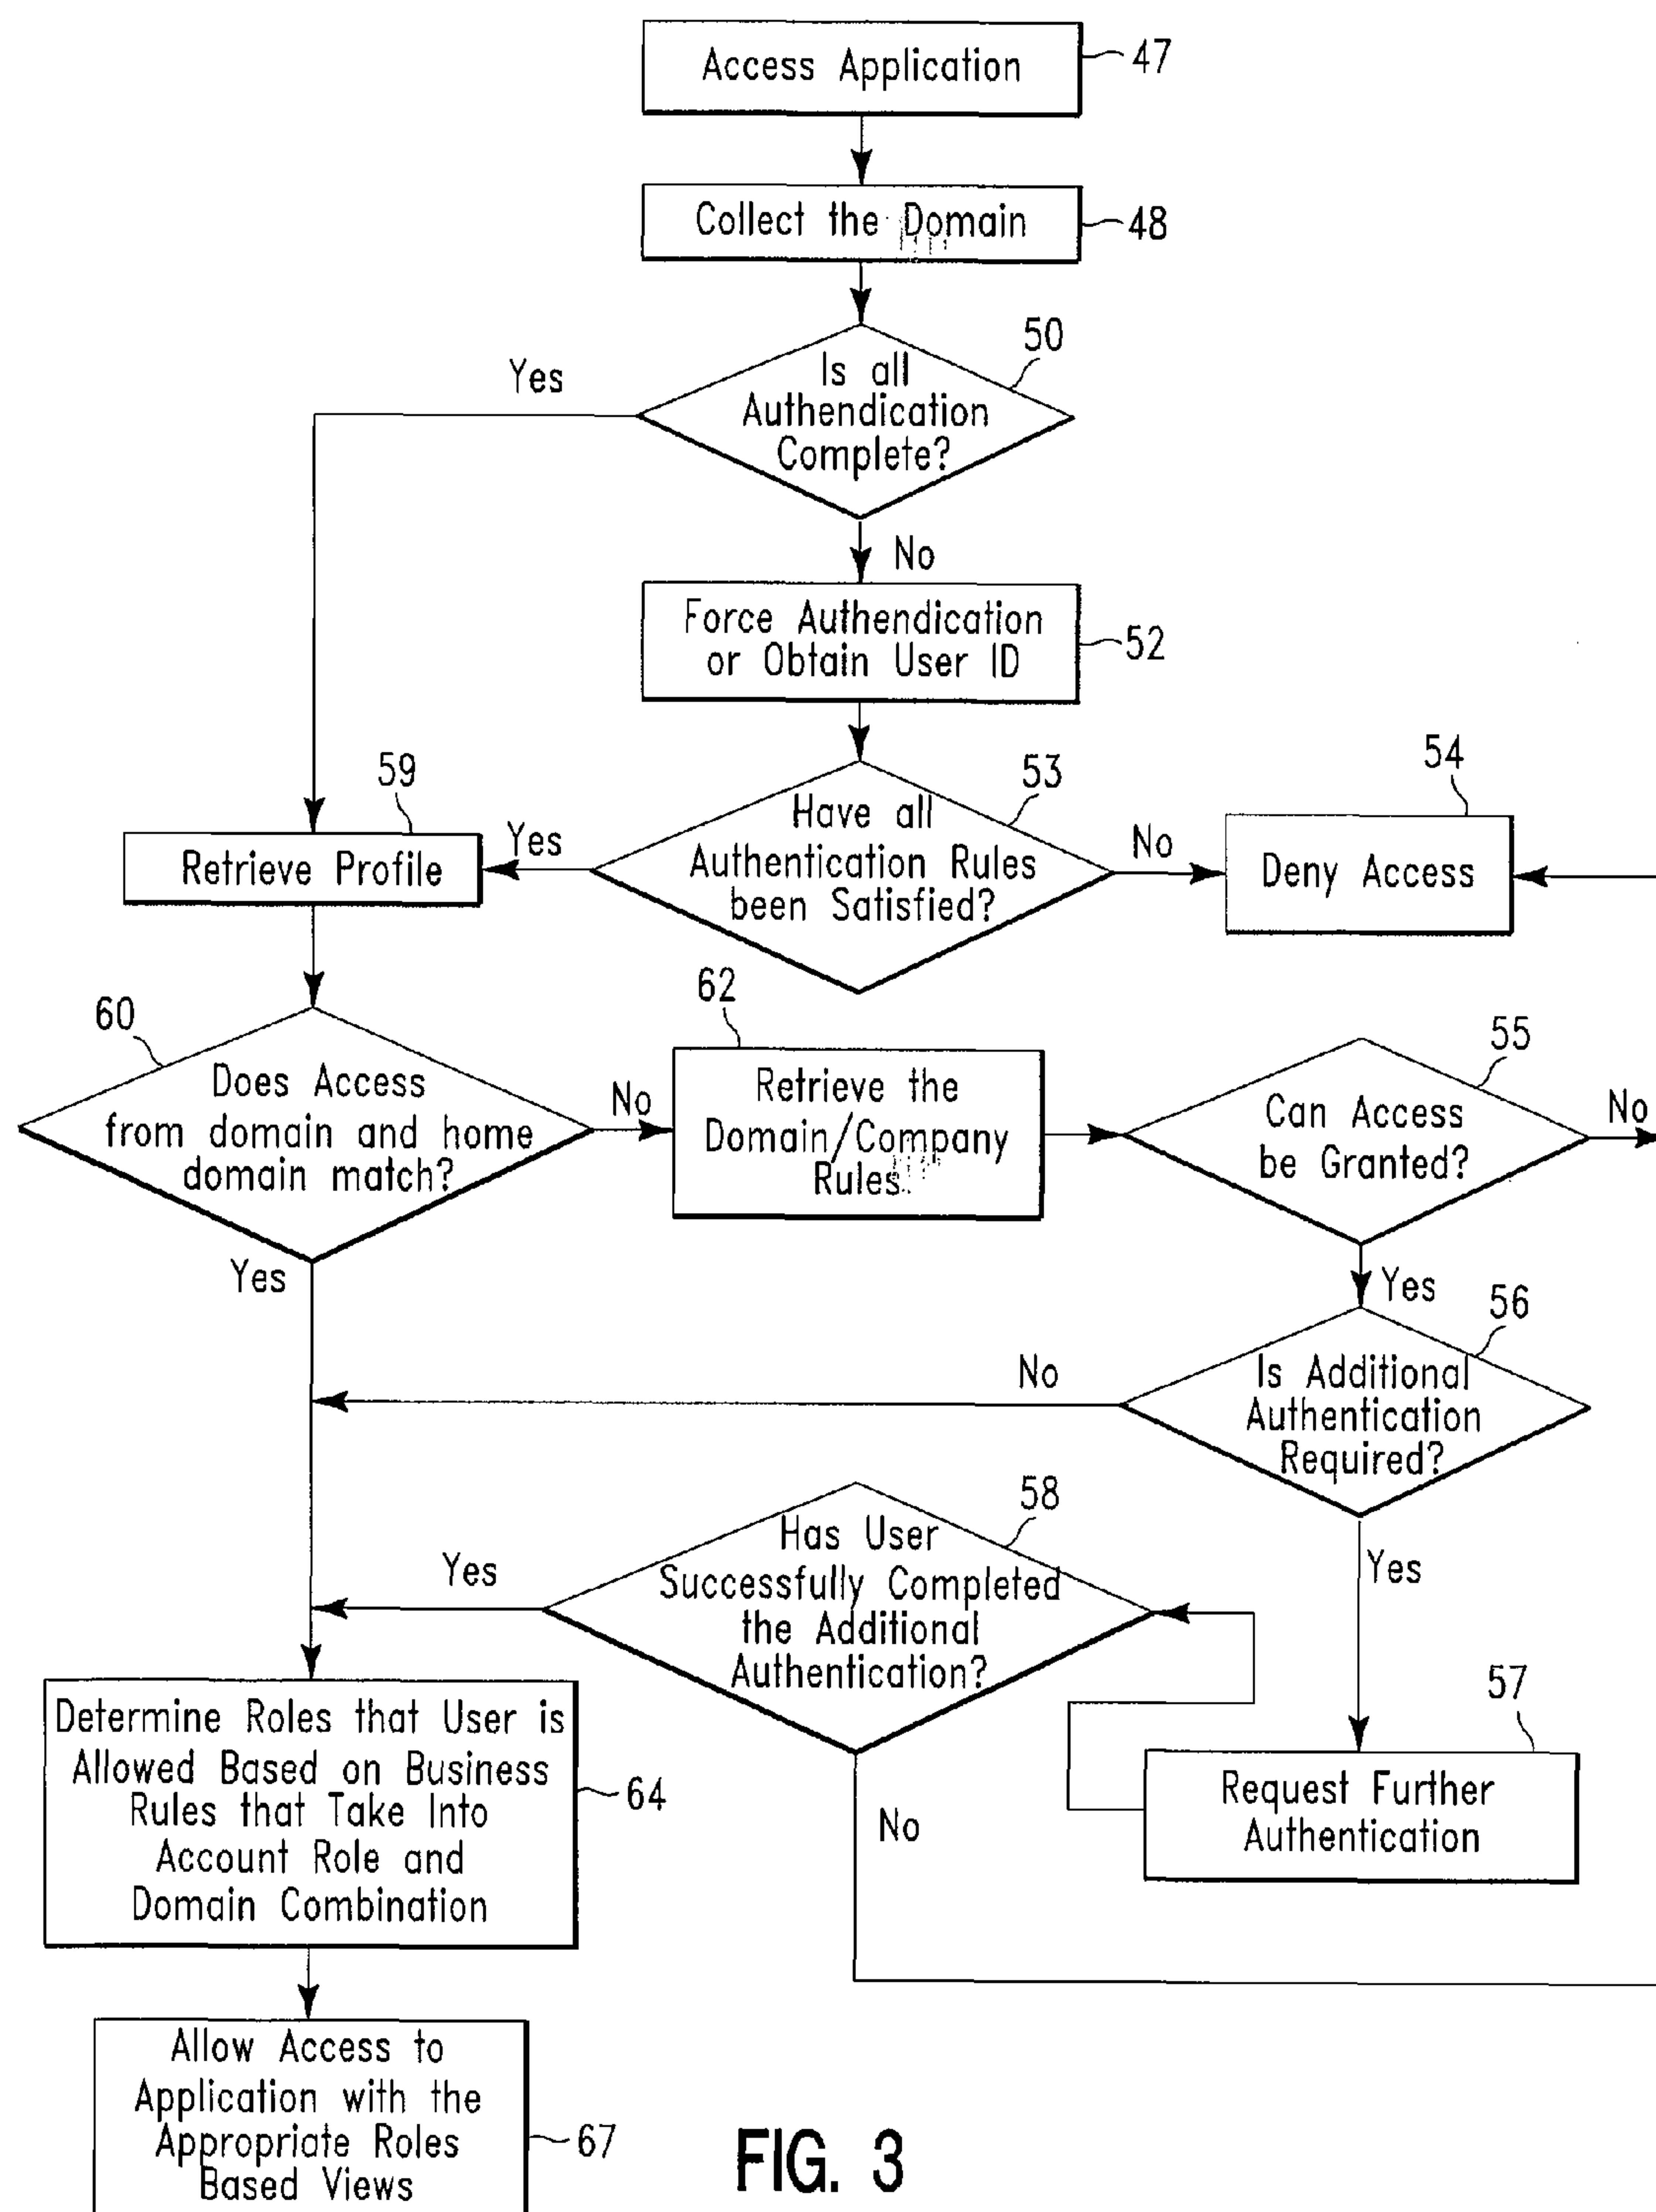 Access Application
47
Collect the Domain
48
50
Is all
Authendication
Complete?
Yes
No
Force Authendication
or Obtain User ID
52
53
Have all
Authentication Rules
been Satisfied?
Yes
No
59
Retrieve Profile
54
Deny Access
60
Does Access
from domain and home
domain match?
No
Yes
62
Retrieve the
Domain/Company
Rules
55
Can Access
be Granted?
No
Yes
56
Is Additional
Authentication
Required?
No
Yes
58
Has User
Successfully Completed
the Additional
Authentication?
Yes
No
57
Request Further
Authentication
Determine Roles that User is
Allowed Based on Business
Rules that Take Into
Account Role and
Domain Combination
64
Allow Access to
Application with the
Appropriate Roles
Based Views
67
FIG. 3